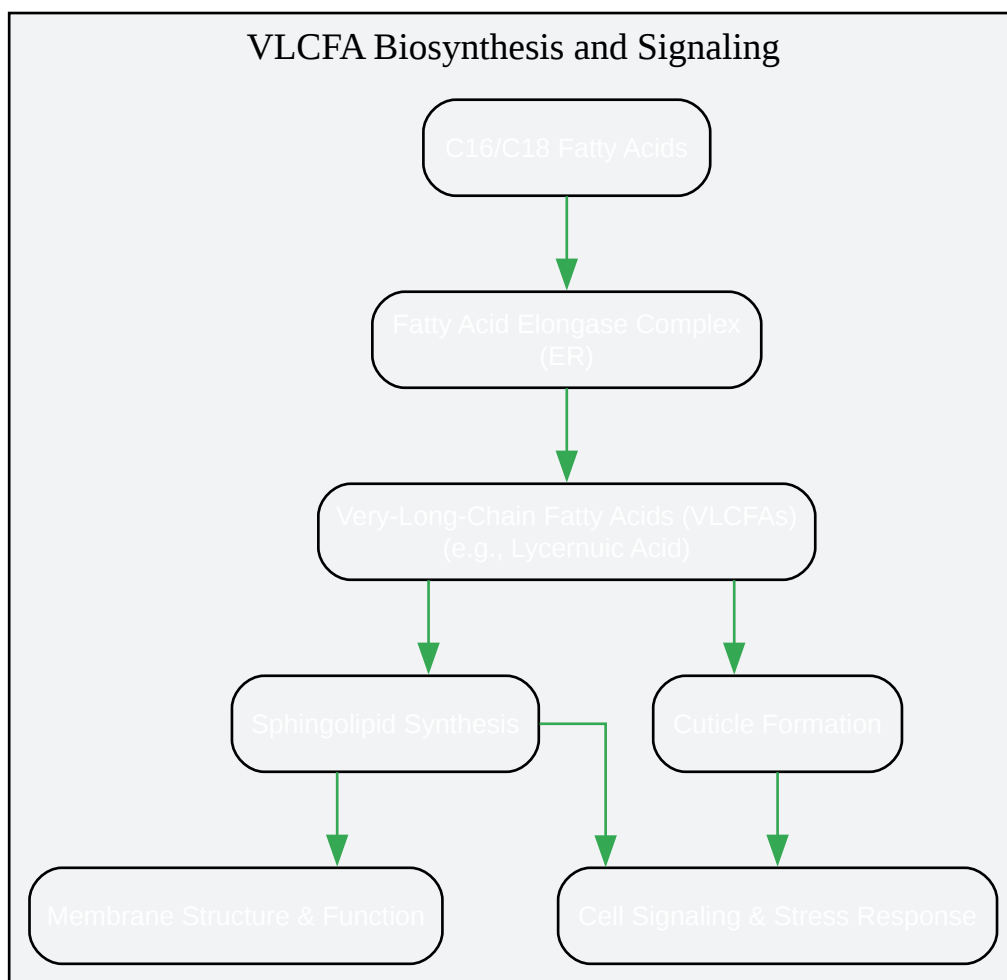 VLCFA Biosynthesis and Signaling
C16/C18 Fatty Acids
Fatty Acid Elongase Complex
(ER)
Very-Long-Chain Fatty Acids (VLCFAs)
(e.g., Lycernuic Acid)
Sphingolipid Synthesis
Cuticle Formation
Membrane Structure & Function
Cell Signaling & Stress Response